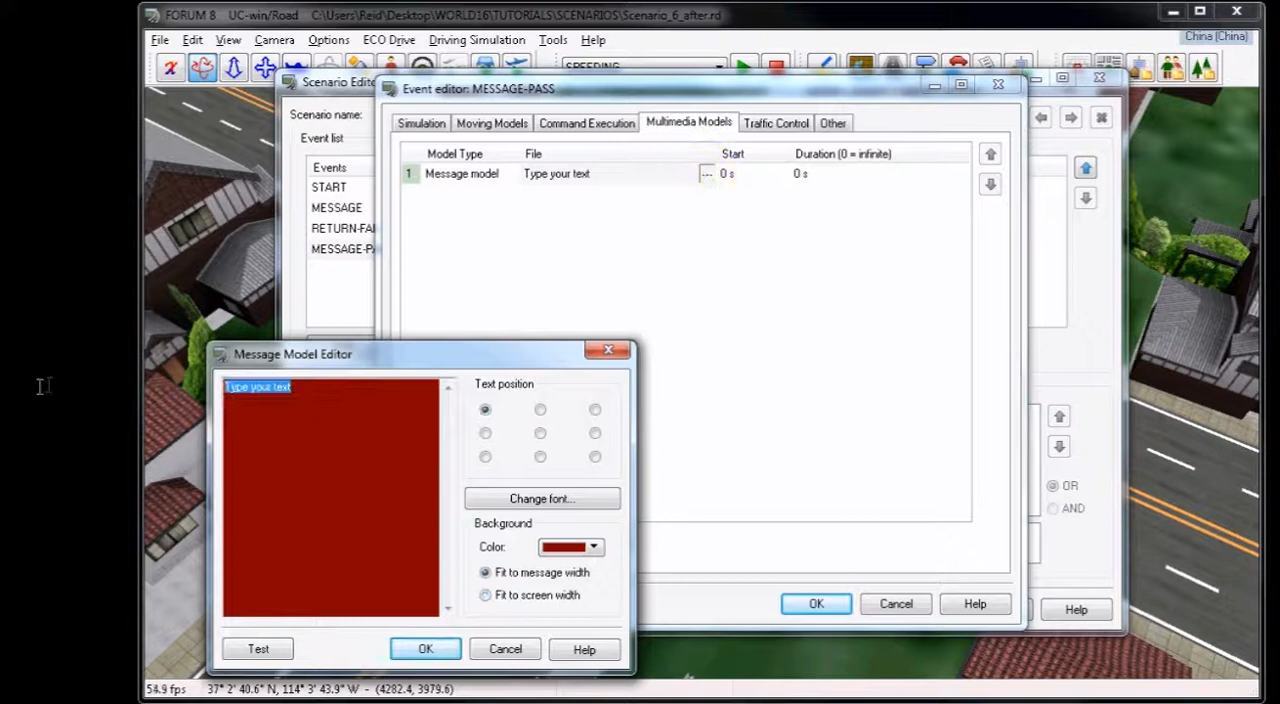 FORUM 8 UC-win/Road C:\Users\Reid\Desktop\WORLD16\TUTORIALS\SCENARIOS\Scenario_6_after.rd
File Edit View Camera Options ECO Drive Driving Simulation Tools Help
China (China)
SPEEDING
Scenario Edite
Event editor: MESSAGE-PASS
Scenario name:
Event list
Events
START
MESSAGE
RETURN-FAI
MESSAGE-PA
Simulation Moving Models Command Execution Multimedia Models Traffic Control Other
Model Type File Start Duration (0 = infinite)
1 Message model Type your text ... 0 s 0 s
OR
AND
OK Cancel Help
Help
Message Model Editor
Type your text
Text position
Change font...
Background
Color:
Fit to message width
Fit to screen width
Test OK Cancel Help
54.9 fps 37° 2' 40.6" N, 114° 3' 43.9" W - (4282.4, 3979.6)